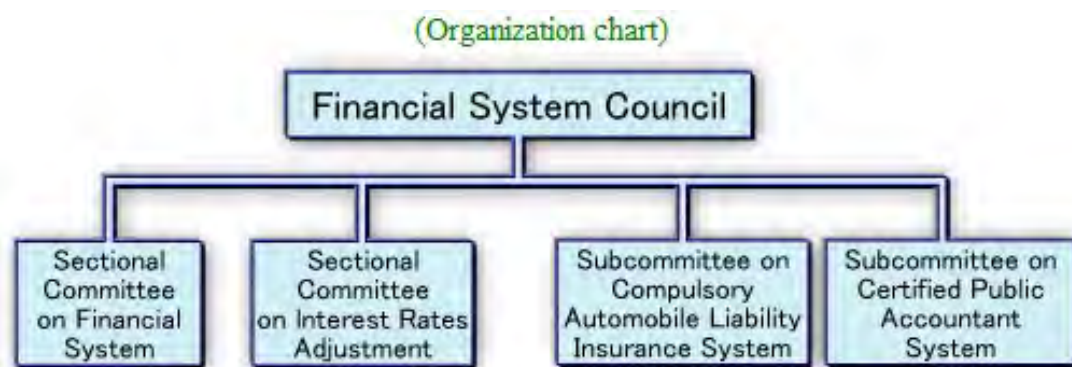 (Organization chart)
Financial System Council
Sectional
Committee
on Financial
System
Sectional
Committee
on Interest Rates
Adjustment
Subcommittee on
Compulsory
Automobile Liability
Insurance System
Subcommittee on
Certified Public
Accountant
System